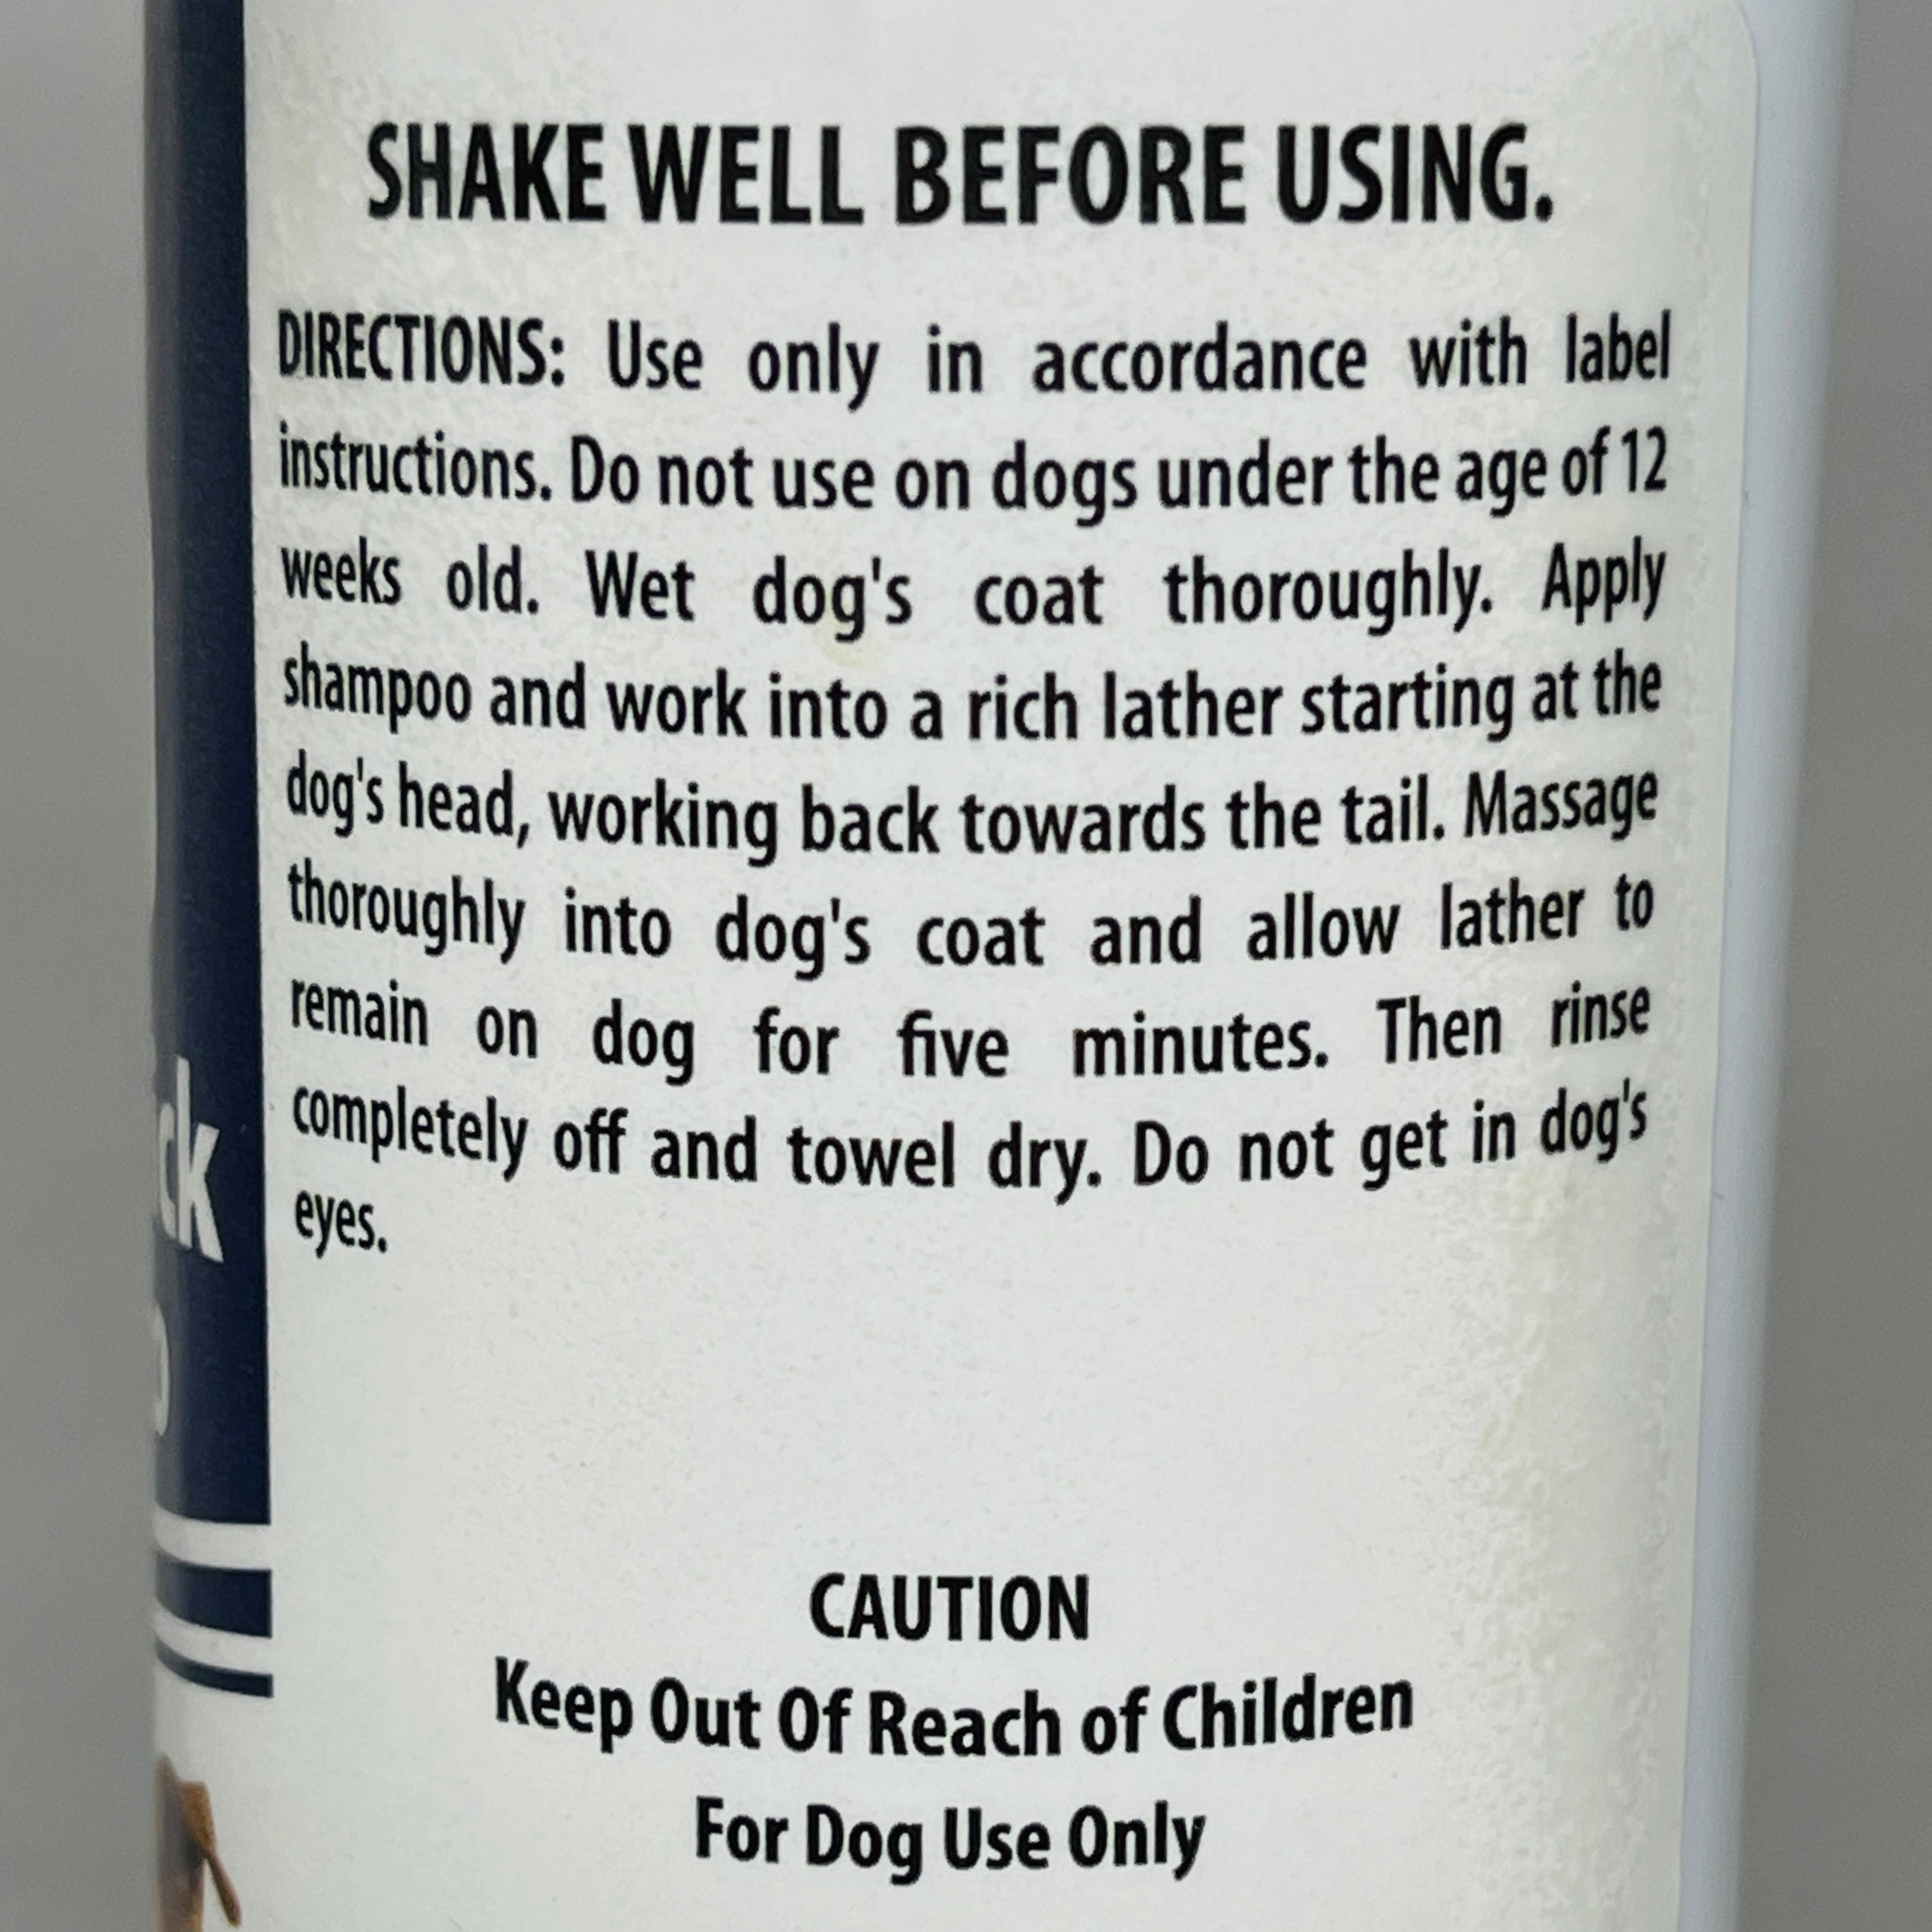 SHAKE WELL BEFORE USING.
DIRECTIONS: Use only in accordance with label
instructions. Do not use on dogs under the age of 12
weeks old. Wet dog's coat thoroughly. Apply
shampoo and work into a rich lather starting at the
dog's head, working back towards the tail. Massage
thoroughly into dog's coat and allow lather to
remain on dog for five minutes. Then rinse
completely off and towel dry. Do not get in dog's
eyes.
CAUTION
Keep Out Of Reach of Children
For Dog Use Only